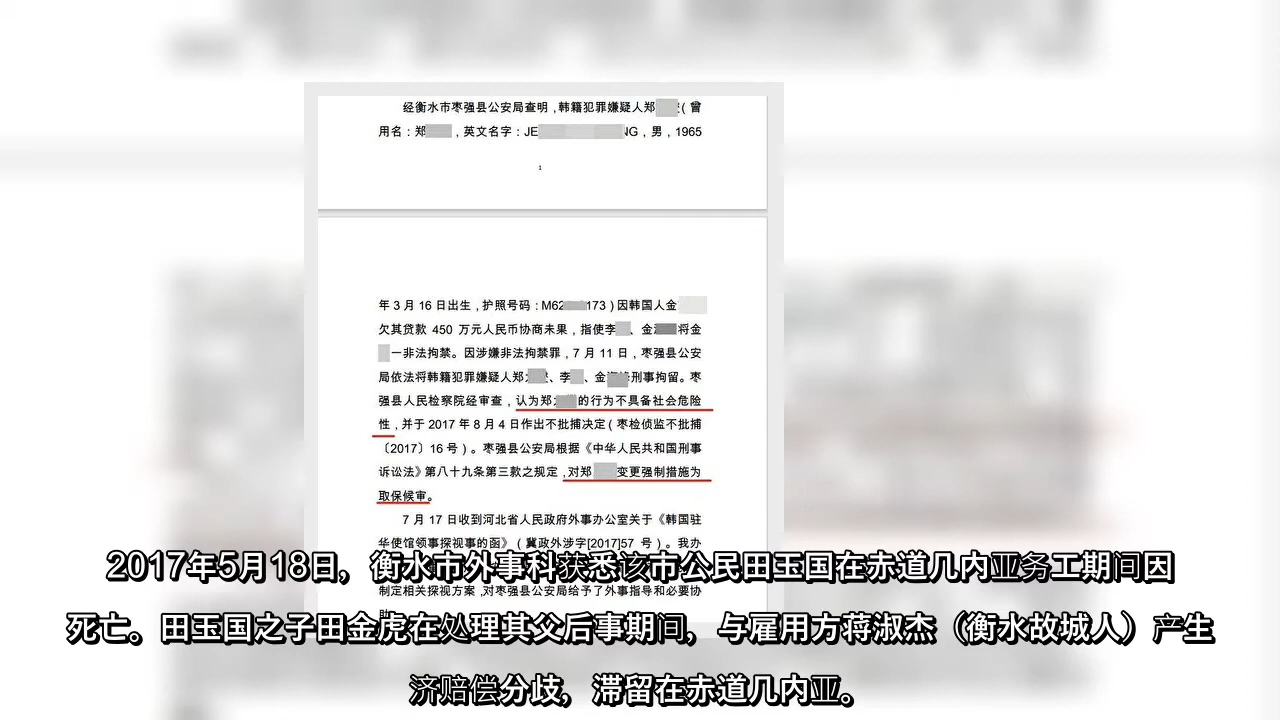 经衡水市枣强县公安局查明，韩籍犯罪嫌疑人郑（曾
用名：郑，英文名字：JE NG，男，1965
1
年 3 月 16 日出生，护照号码：M62 173）因韩国人金
欠其贷款 450 万元人民币协商未果，指使李、金将金
一非法拘禁。因涉嫌非法拘禁罪，7 月 11 日，枣强县公安
局依法将韩籍犯罪嫌疑人郑、李、金刑事拘留。枣
强县人民检察院经审查，认为郑的行为不具备社会危险
性，并于 2017 年 8 月 4 日作出不批捕决定（枣检侦监不批捕
〔2017〕16 号）。枣强县公安局根据《中华人民共和国刑事
诉讼法》第八十九条第三款之规定，对郑变更强制措施为
取保候审。
7 月 17 日收到河北省人民政府外事办公室关于《韩国驻
华使馆领事探视事的函》（冀政外涉字[2017]57 号）。我办
2017年5月18日，衡水市外事科获悉该市公民田玉国在赤道几内亚务工期间因
制定相关探视方案，对枣强县公安局给予了外事指导和必要协
死亡。田玉国之子田金虎在处理其父后事期间，与雇用方蒋淑杰（衡水故城人）产生
济赔偿分歧，滞留在赤道几内亚。